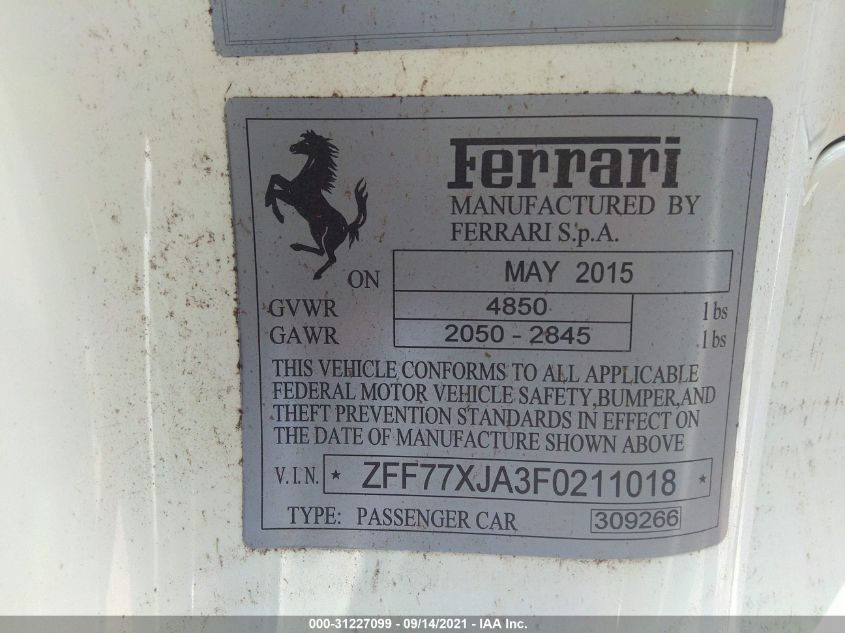 Ferrari
MANUFACTURED BY
FERRARI S.p.A.
ON MAY 2015
GVWR 4850 lbs
GAWR 2050 - 2845 lbs
THIS VEHICLE CONFORMS TO ALL APPLICABLE
FEDERAL MOTOR VEHICLE SAFETY,BUMPER,AND
THEFT PREVENTION STANDARDS IN EFFECT ON
THE DATE OF MANUFACTURE SHOWN ABOVE
V.I.N. * ZFF77XJA3F0211018 *
TYPE: PASSENGER CAR 309266
000-31227099 - 09/14/2021 - IAA Inc.